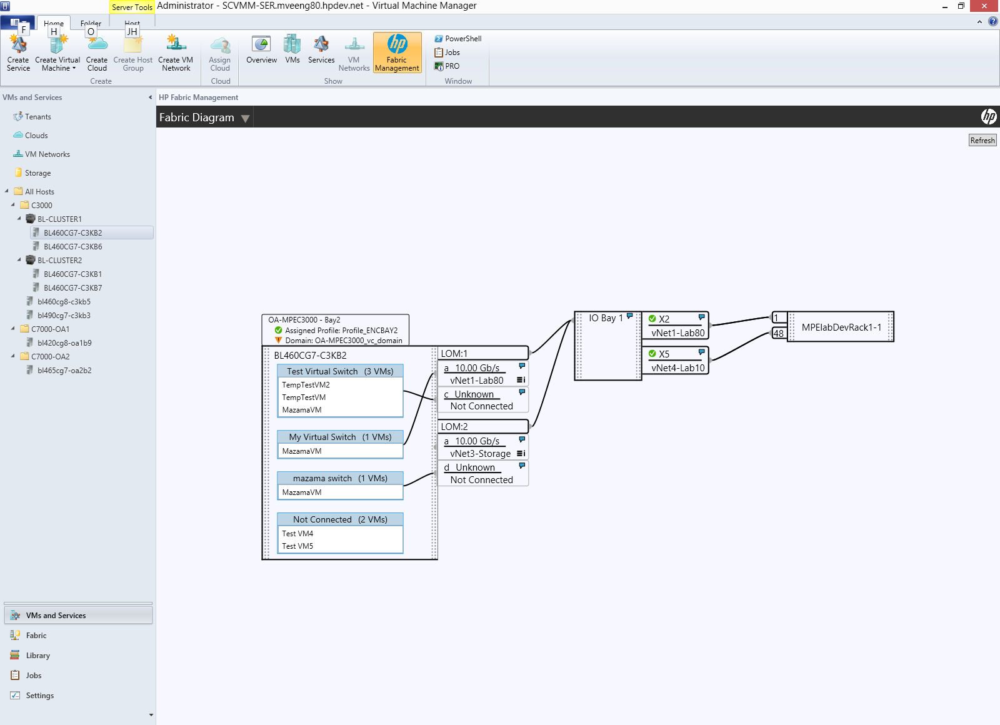 Server Tools
Administrator - SCVMM-SER.mveeng80.hpdev.net - Virtual Machine Manager
Home
Folder
Host
F
H
O
JH
Create Service
Create Virtual Machine
Create Cloud
Create Host Group
Create VM Network
Assign Cloud
Overview
VMs
Services
VM Networks
hp
Fabric Management
PowerShell
Jobs
PRO
Create
Cloud
Show
Window
VMs and Services
HP Fabric Management
Fabric Diagram
hp
Refresh
Tenants
Clouds
VM Networks
Storage
All Hosts
C3000
BL-CLUSTER1
BL460CG7-C3KB2
BL460CG7-C3KB6
BL-CLUSTER2
BL460CG7-C3KB1
BL460CG7-C3KB7
bl460cg8-c3kb5
bl490cg7-c3kb3
C7000-OA1
bl420cg8-oa1b9
C7000-OA2
bl465cg7-oa2b2
VMs and Services
Fabric
Library
Jobs
Settings
OA-MPEC3000 - Bay2
Assigned Profile: Profile_ENCBAY2
Domain: OA-MPEC3000_vc_domain
BL460CG7-C3KB2
Test Virtual Switch (3 VMs)
TempTestVM2
TempTestVM
MazamaVM
My Virtual Switch (1 VMs)
MazamaVM
mazama switch (1 VMs)
MazamaVM
Not Connected (2 VMs)
Test VM4
Test VM5
LOM:1
a 10.00 Gb/s
vNet1-Lab80
c Unknown
Not Connected
LOM:2
a 10.00 Gb/s
vNet3-Storage
d Unknown
Not Connected
IO Bay 1
X2
vNet1-Lab80
X5
vNet4-Lab10
1
48
MPElabDevRack1-1